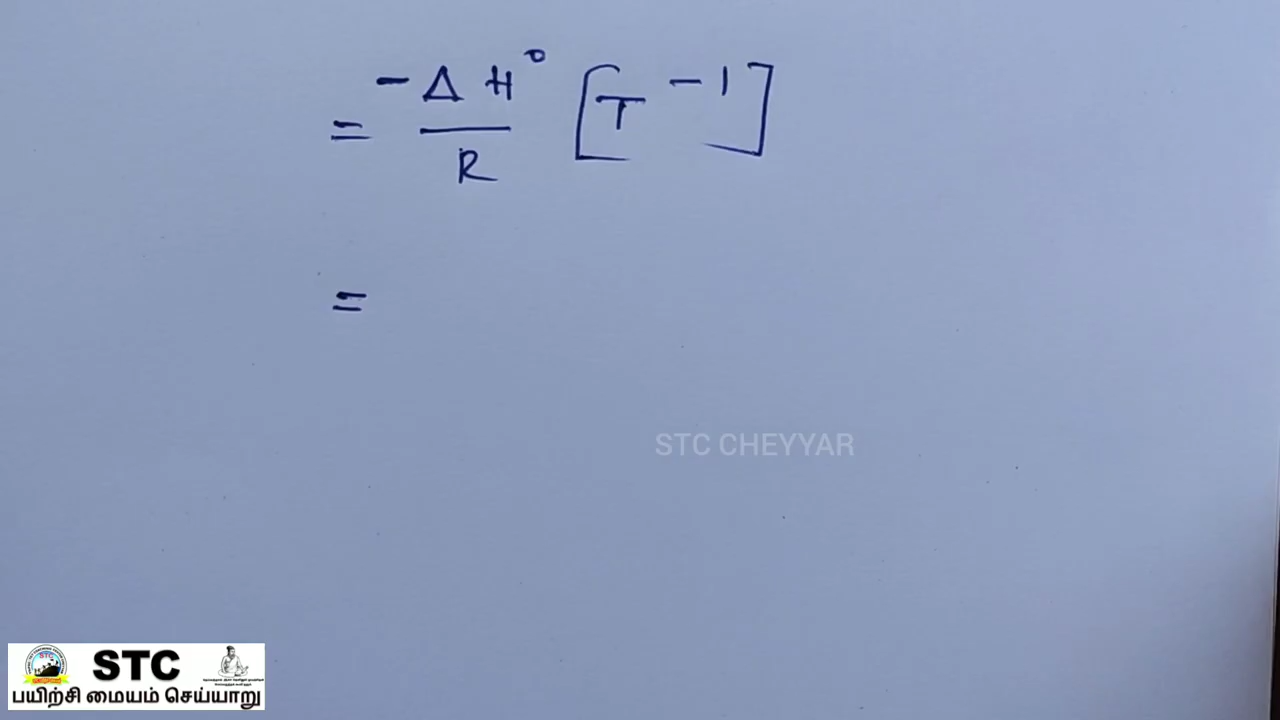 = -ΔH° / R [T⁻¹]
=
STC CHEYYAR
STC
பயிற்சி மையம் செய்யாறு